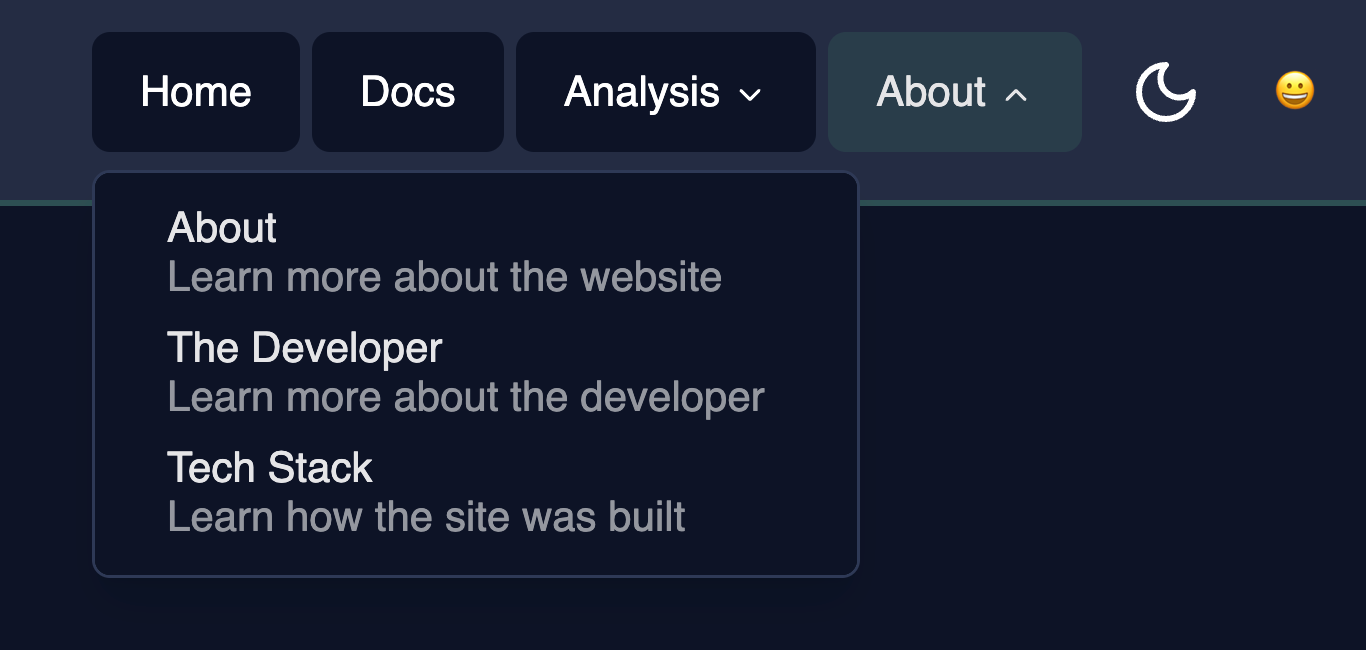 Home
Docs
Analysis
About
About
Learn more about the website
The Developer
Learn more about the developer
Tech Stack
Learn how the site was built